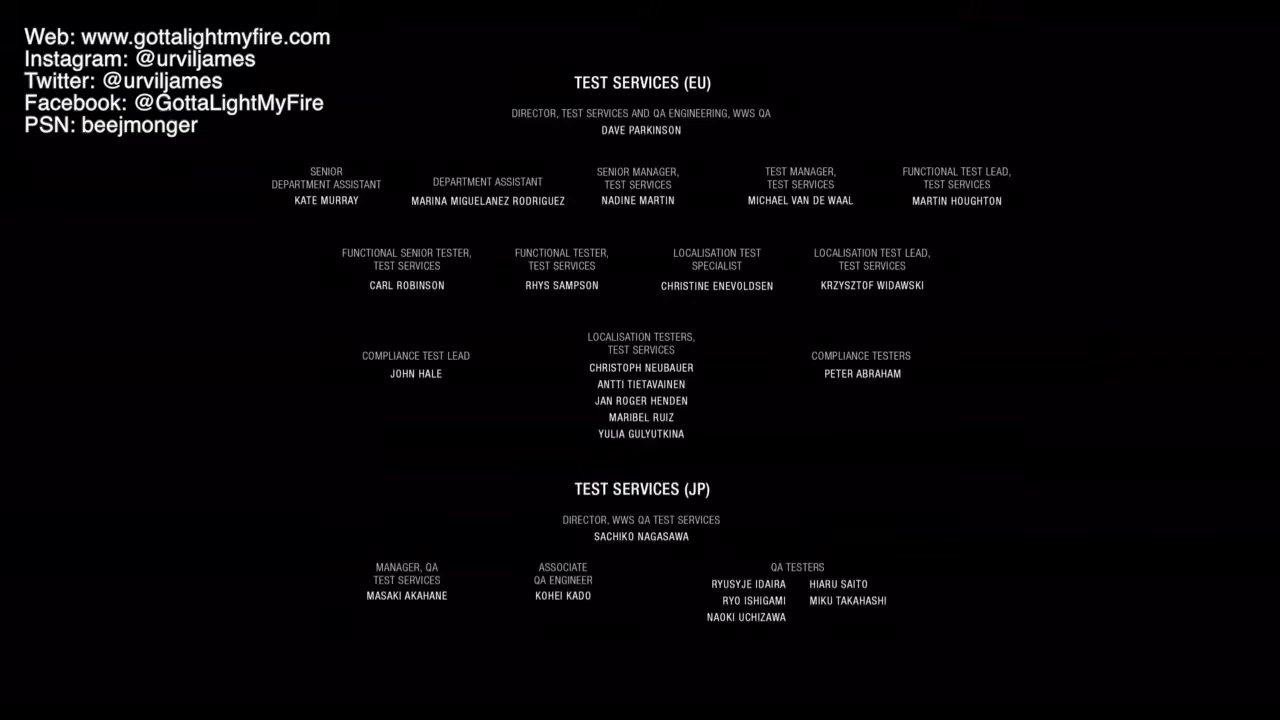 Web: www.gottalightmyfire.com
Instagram: @urviljames
Twitter: @urviljames
Facebook: @GottaLightMyFire
PSN: beejmonger
TEST SERVICES (EU)
DIRECTOR, TEST SERVICES AND QA ENGINEERING, WWS QA
DAVE PARKINSON
SENIOR
DEPARTMENT ASSISTANT
KATE MURRAY
DEPARTMENT ASSISTANT
MARINA MIGUELANEZ RODRIGUEZ
SENIOR MANAGER,
TEST SERVICES
NADINE MARTIN
TEST MANAGER,
TEST SERVICES
MICHAEL VAN DE WAAL
FUNCTIONAL TEST LEAD,
TEST SERVICES
MARTIN HOUGHTON
FUNCTIONAL SENIOR TESTER,
TEST SERVICES
CARL ROBINSON
FUNCTIONAL TESTER,
TEST SERVICES
RHYS SAMPSON
LOCALISATION TEST
SPECIALIST
CHRISTINE ENEVOLDSEN
LOCALISATION TEST LEAD,
TEST SERVICES
KRZYSZTOF WIDAWSKI
COMPLIANCE TEST LEAD
JOHN HALE
LOCALISATION TESTERS,
TEST SERVICES
CHRISTOPH NEUBAUER
ANTTI TIETAVAINEN
JAN ROGER HENDEN
MARIBEL RUIZ
YULIA GULYUTKINA
COMPLIANCE TESTERS
PETER ABRAHAM
TEST SERVICES (JP)
DIRECTOR, WWS QA TEST SERVICES
SACHIKO NAGASAWA
MANAGER, QA
TEST SERVICES
MASAKI AKAHANE
ASSOCIATE
QA ENGINEER
KOHEI KADO
QA TESTERS
RYUSYJE IDAIRA HIARU SAITO
RYO ISHIGAMI MIKU TAKAHASHI
NAOKI UCHIZAWA